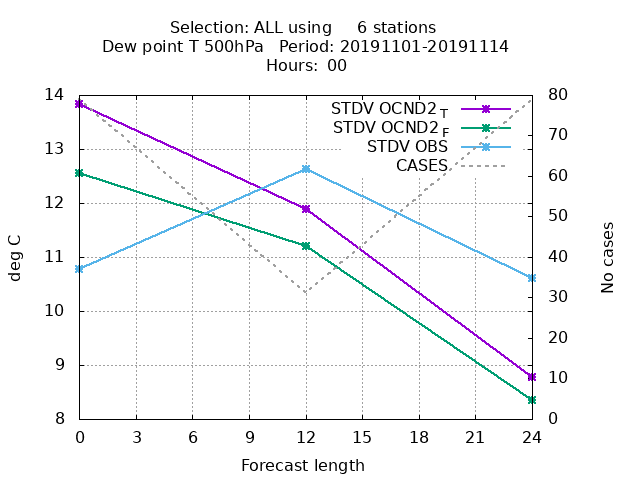 Selection: ALL using     6 stations
Dew point T 500hPa   Period: 20191101-20191114
Hours:  00
14
13
12
11
10
9
8
80
70
60
50
40
30
20
10
0
STDV OCND2_T
STDV OCND2_F
STDV OBS
CASES
deg C
No cases
0 3 6 9 12 15 18 21 24
Forecast length